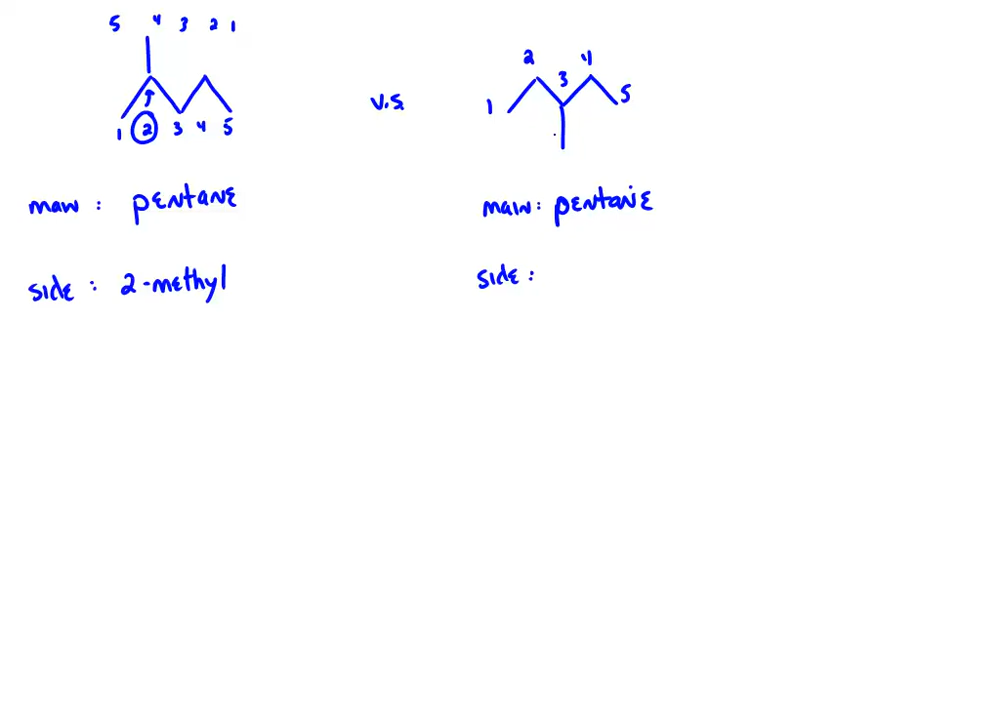 5 4 3 2 1
1 2 3 4 5
v.s
2 4
1 3 5
main: pentane
main: pentane
side: 2-methyl
side: